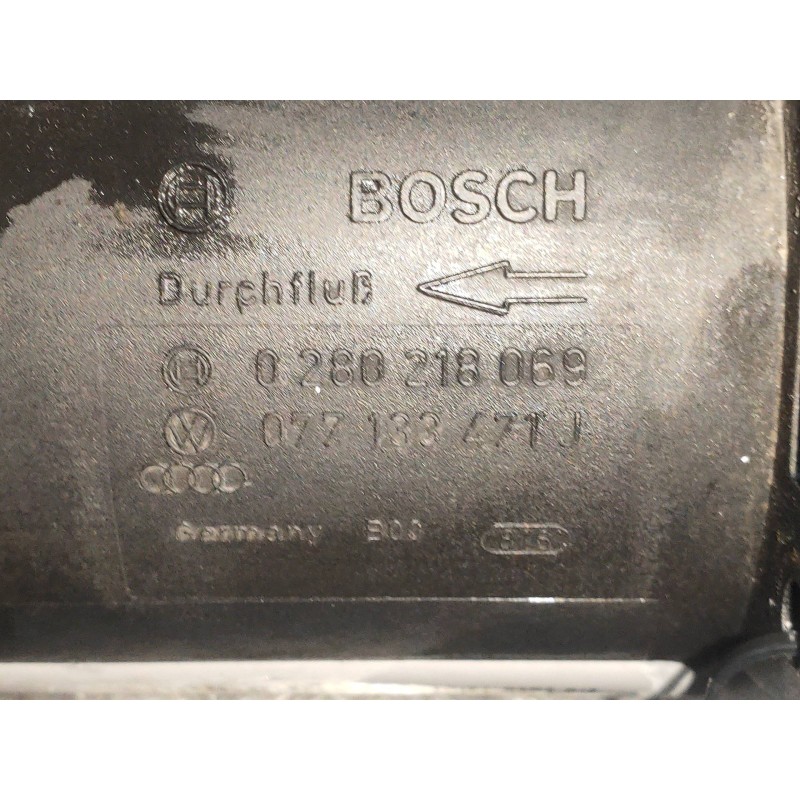 BOSCH
Durchfluß
0 280 218 069
077 133 471 J
Germany